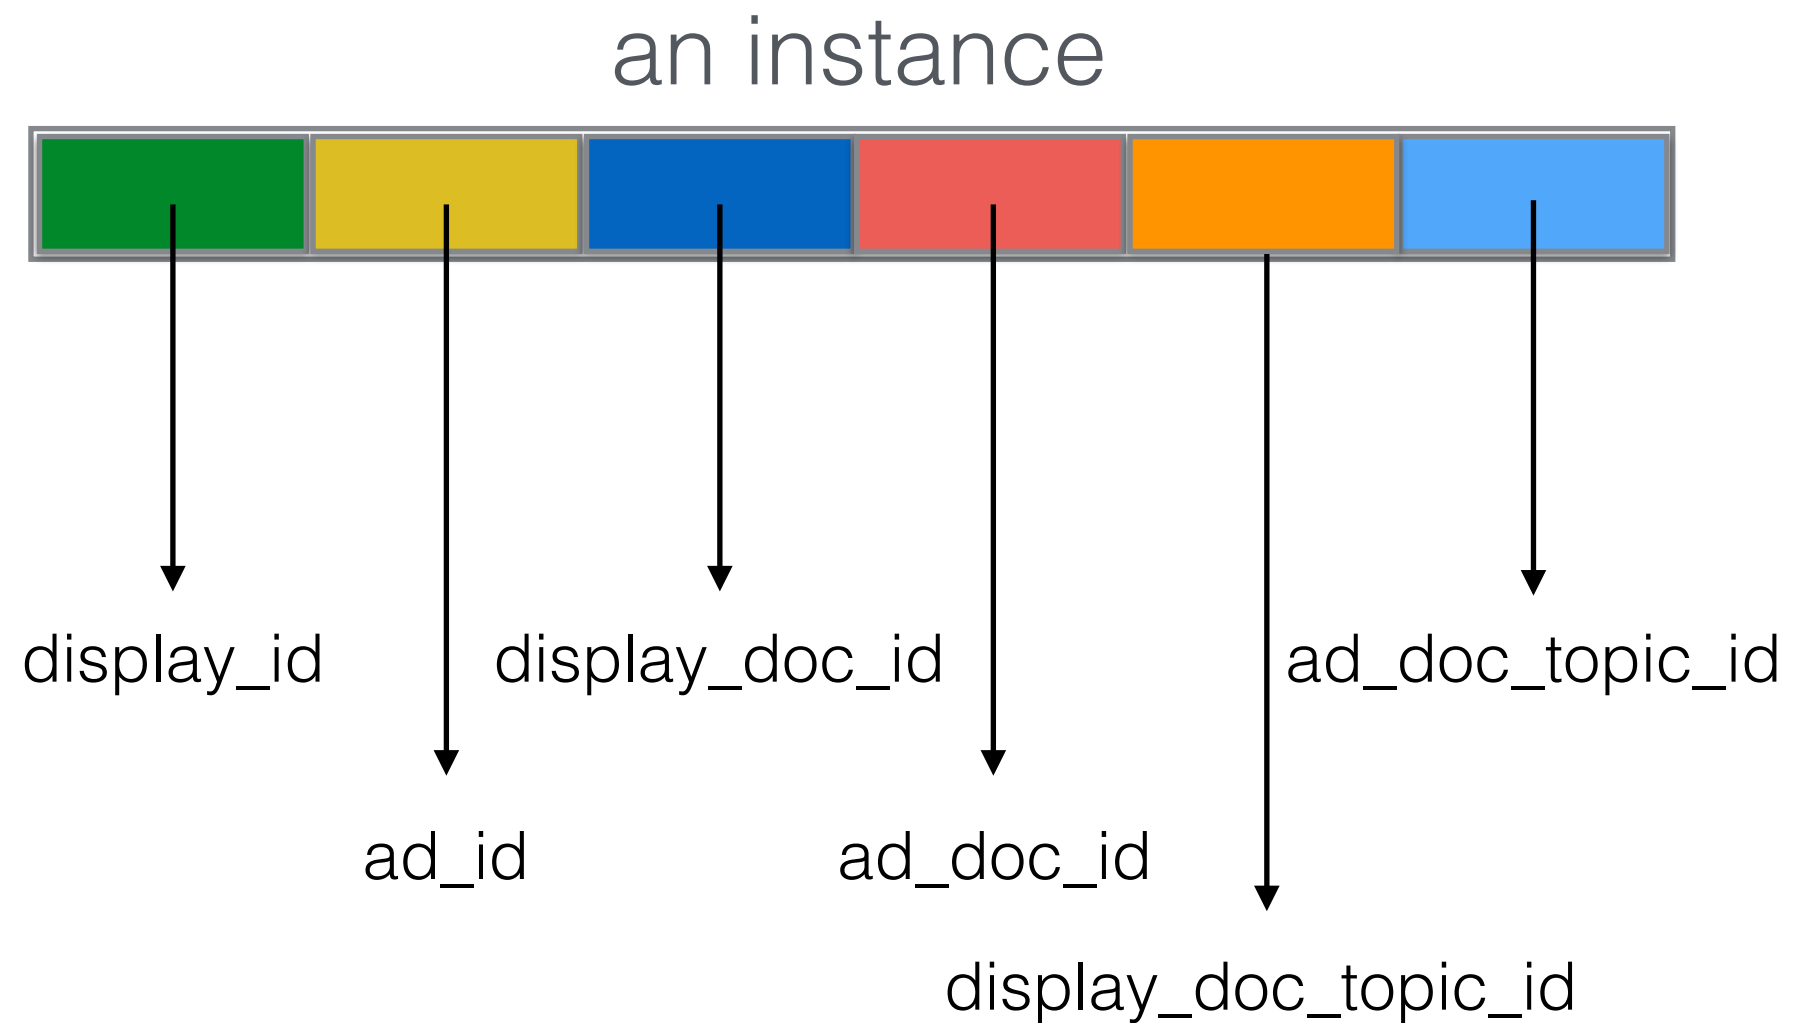 an instance
display_id
display_doc_id
ad_doc_topic_id
ad_id
ad_doc_id
display_doc_topic_id